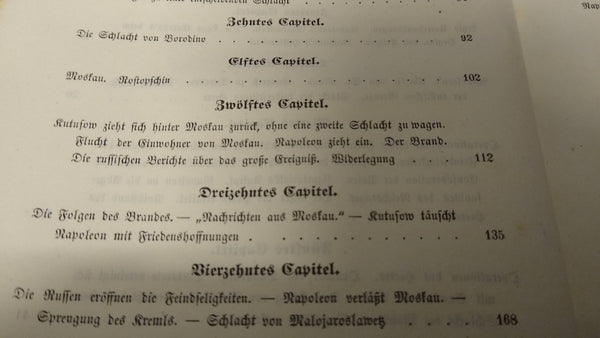 Zehntes Capitel.
Die Schlacht von Borodino . . . . . . . . . . . . . . . 92
Elftes Capitel.
Moskau. Rostopschin . . . . . . . . . . . . . . . . . 102
Zwölftes Capitel.
Kutusow zieht sich hinter Moskau zurück, ohne eine zweite Schlacht zu wagen.
Flucht der Einwohner von Moskau. Napoleon zieht ein. Der Brand.
Die russischen Berichte über das große Ereigniß. Widerlegung . . . 112
Dreizehntes Capitel.
Die Folgen des Brandes. — „Nachrichten aus Moskau.“ — Kutusow täuscht
Napoleon mit Friedenshoffnungen . . . . . . . . . . . . 135
Vierzehntes Capitel.
Die Russen eröffnen die Feindseligkeiten. — Napoleon verläßt Moskau. —
Sprengung des Kremls. — Schlacht von Malojaroslawetz . . . . 168